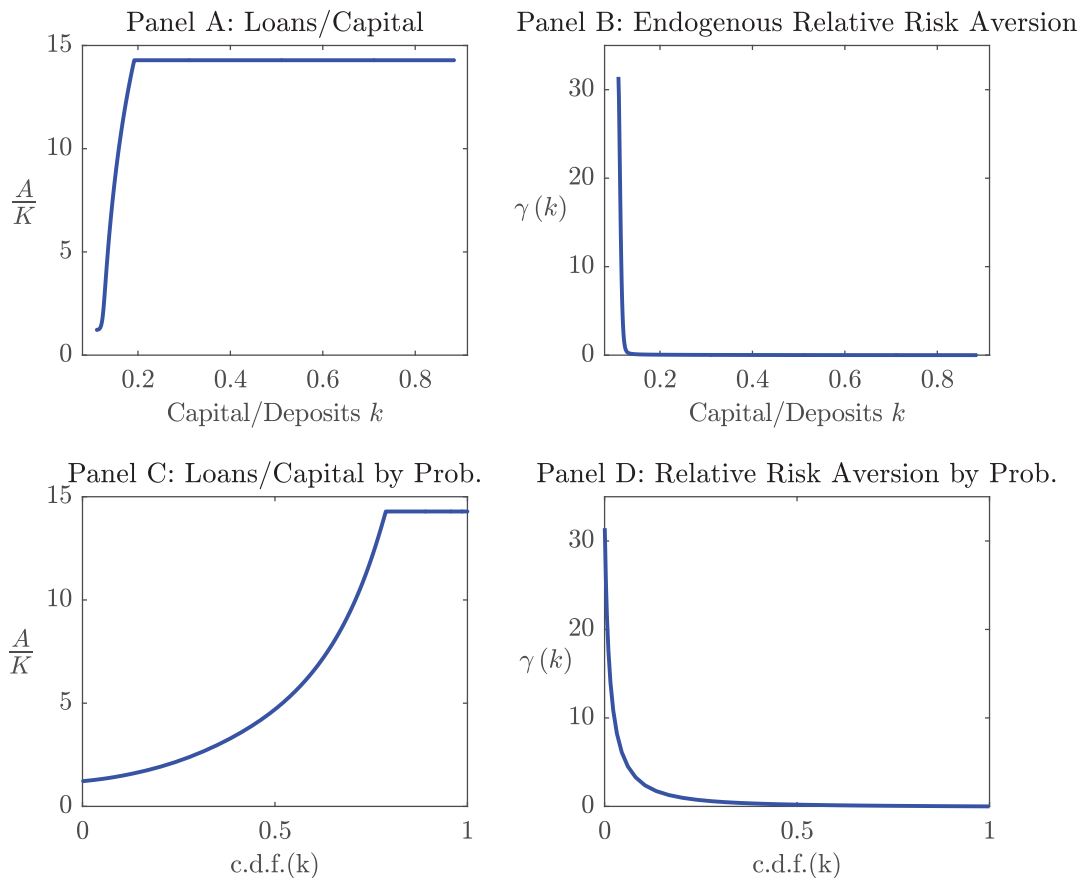 Panel A: Loans/Capital
15
10
5
0
A
K
0.2 0.4 0.6 0.8
Capital/Deposits k
Panel B: Endogenous Relative Risk Aversion
30
20
10
0
γ (k)
0.2 0.4 0.6 0.8
Capital/Deposits k
Panel C: Loans/Capital by Prob.
15
10
5
0
A
K
0 0.5 1
c.d.f.(k)
Panel D: Relative Risk Aversion by Prob.
30
20
10
0
γ (k)
0 0.5 1
c.d.f.(k)